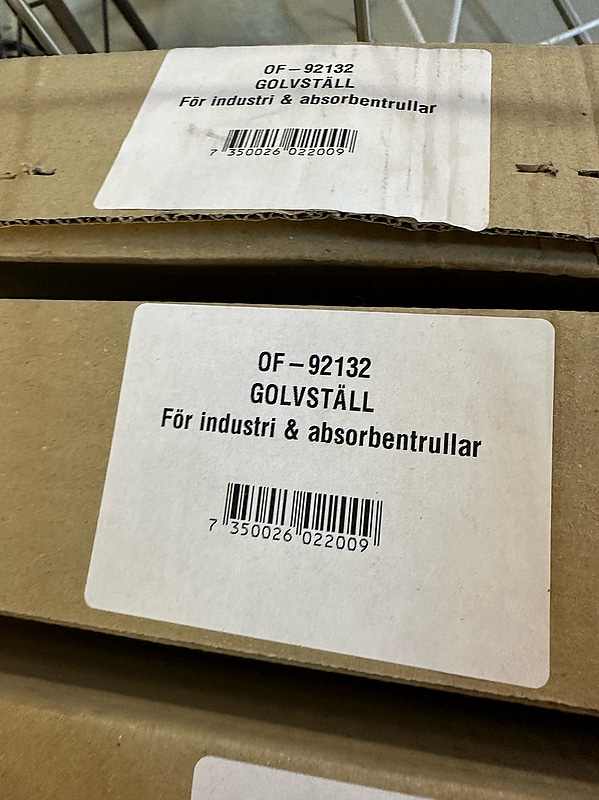 OF-92132
GOLVSTÄLL
För industri & absorbentrullar
7 350026 022009
OF-92132
GOLVSTÄLL
För industri & absorbentrullar
7 350026 022009